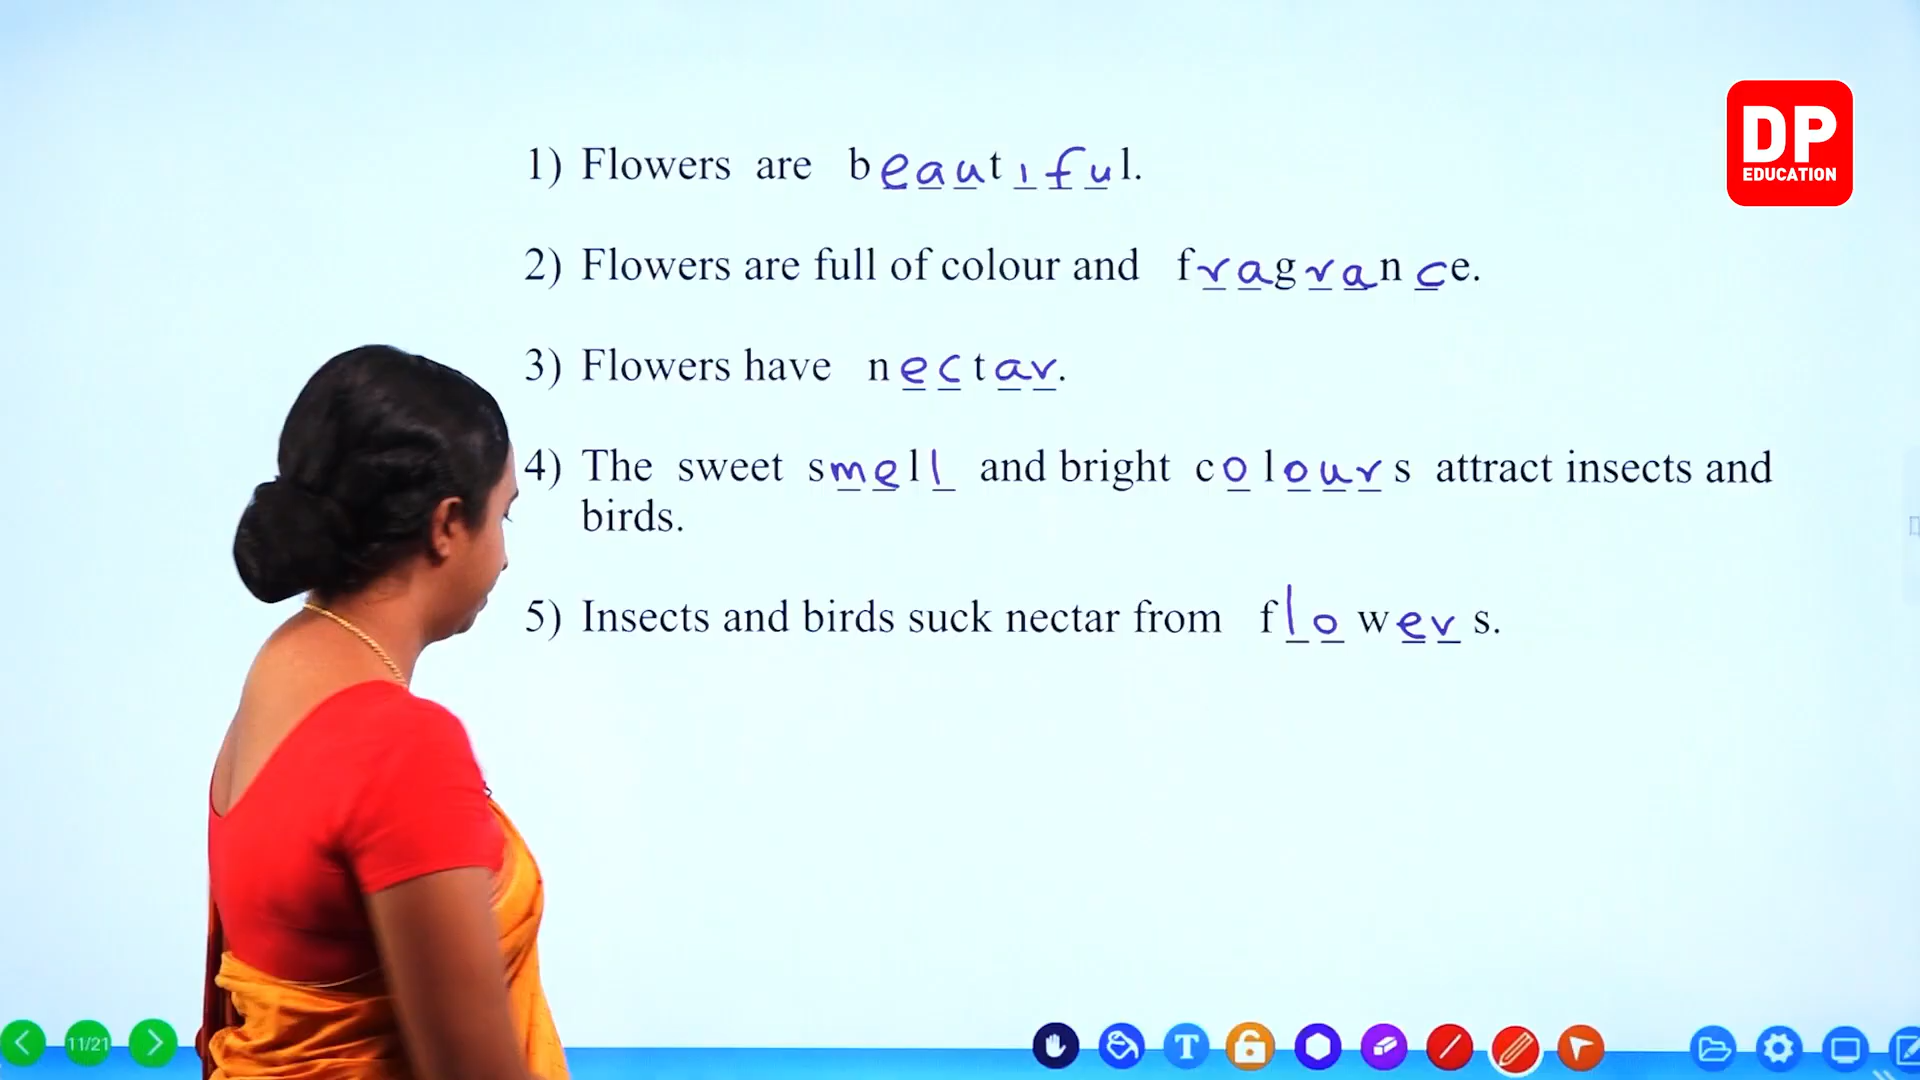 DP
EDUCATION
1) Flowers are beautiful.
2) Flowers are full of colour and fragrance.
3) Flowers have nectar.
4) The sweet smell and bright colours attract insects and
birds.
5) Insects and birds suck nectar from flowers.
11/21
T